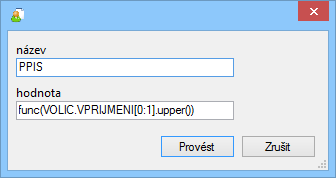 název
PPIS
hodnota
func(VOLIC.VPRIJMENI[0:1].upper())
Provést
Zrušit